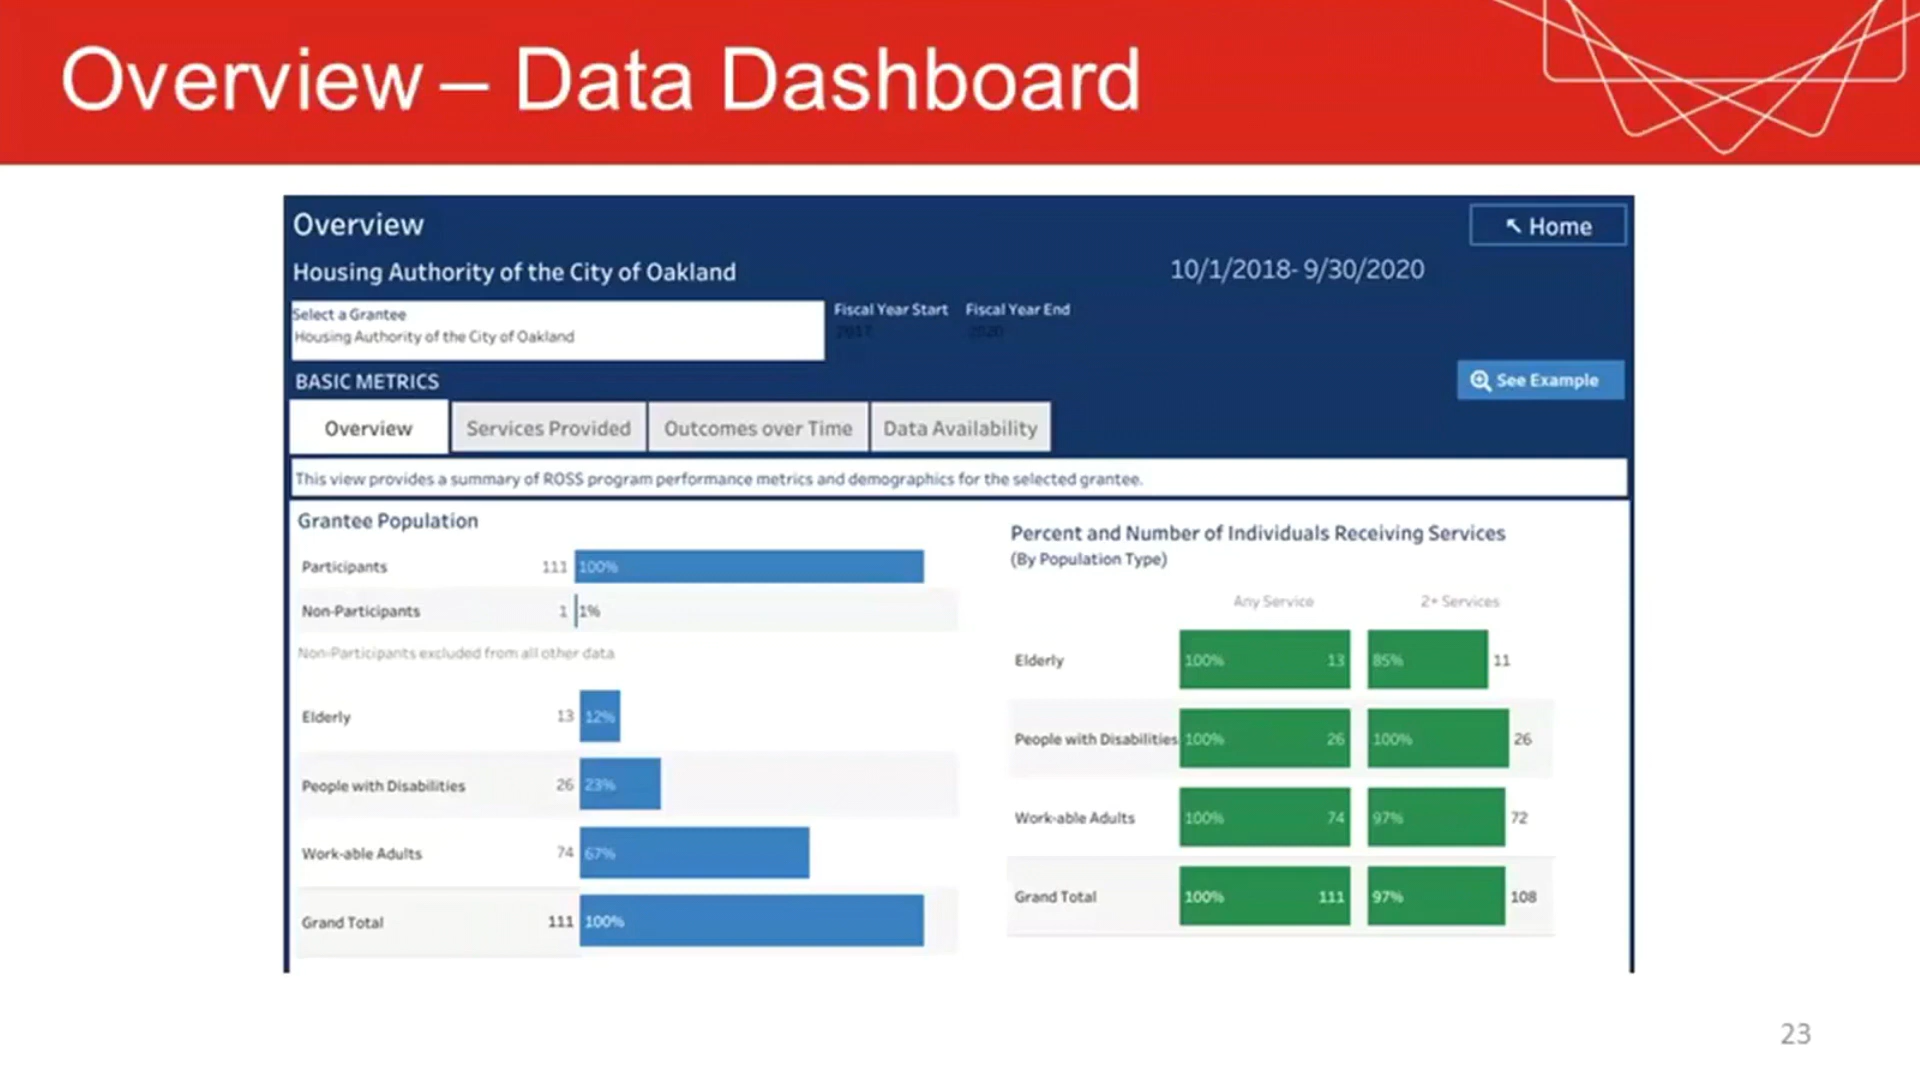 Overview – Data Dashboard
Overview
↖ Home
Housing Authority of the City of Oakland
10/1/2018- 9/30/2020
Select a Grantee
Housing Authority of the City of Oakland
Fiscal Year Start
2017
Fiscal Year End
2020
BASIC METRICS
See Example
Overview
Services Provided
Outcomes over Time
Data Availability
This view provides a summary of ROSS program performance metrics and demographics for the selected grantee.
Grantee Population
Participants 111 100%
Non-Participants 1 1%
Non-Participants excluded from all other data
Elderly 13 12%
People with Disabilities 26 23%
Work-able Adults 74 67%
Grand Total 111 100%
Percent and Number of Individuals Receiving Services
(By Population Type)
Any Service 2+ Services
Elderly 100% 13 85% 11
People with Disabilities 100% 26 100% 26
Work-able Adults 100% 74 97% 72
Grand Total 100% 111 97% 108
23